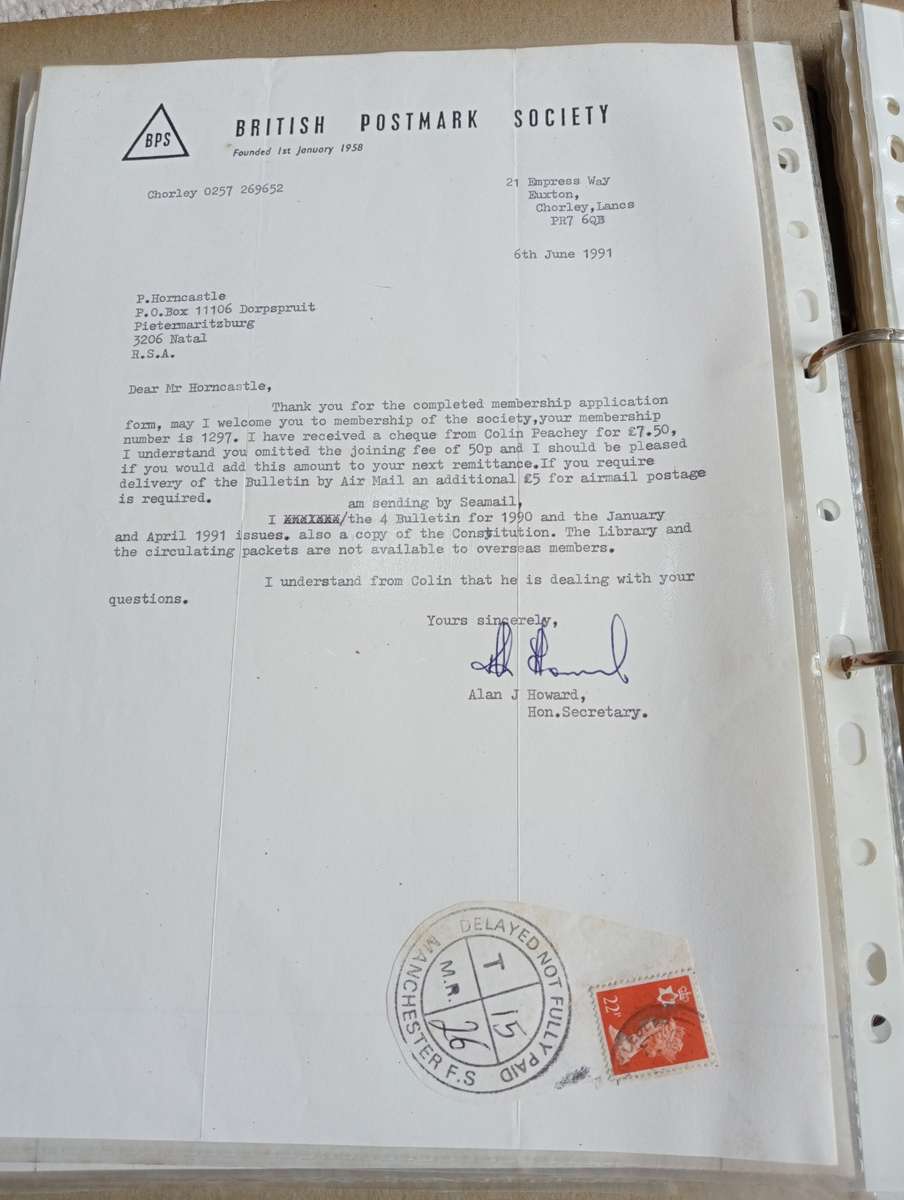 BPS
BRITISH POSTMARK SOCIETY
Founded 1st January 1958
Chorley 0257 269652
21 Empress Way
Euxton,
Chorley,Lancs
PR7 6QB
6th June 1991
P.Horncastle
P.O.Box 11106 Dorpspruit
Pietermaritzburg
3206 Natal
R.S.A.
Dear Mr Horncastle,
Thank you for the completed membership application
form, may I welcome you to membership of the society,your membership
number is 1297. I have received a cheque from Colin Peachey for £7.50,
I understand you omitted the joining fee of 50p and I should be pleased
if you would add this amount to your next remittance.If you require
delivery of the Bulletin by Air Mail an additional £5 for airmail postage
is required.
am sending by Seamail,
I /the 4 Bulletin for 1990 and the January
and April 1991 issues. also a copy of the Constitution. The Library and
the circulating packets are not available to overseas members.
I understand from Colin that he is dealing with your
questions.
Yours sincerely,
Alan J Howard,
Hon.Secretary.
DELAYED NOT FULLY PAID
MANCHESTER F.S
T
M.R.
15
26
22P